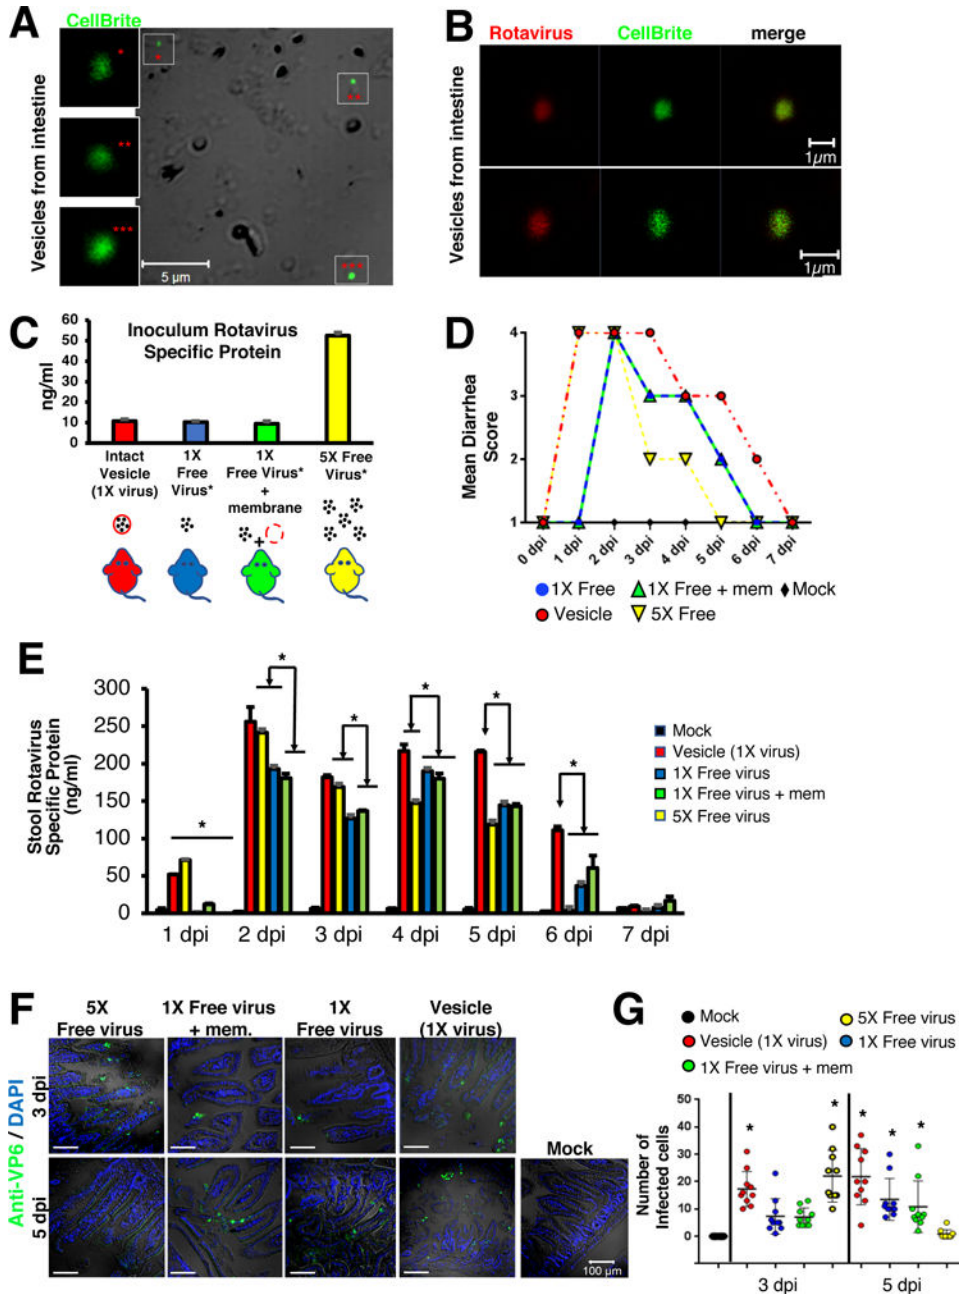 A
CellBrite
Vesicles from intestine
*
**
***
*
**
***
5 µm
B
Rotavirus CellBrite merge
Vesicles from intestine
1µm
Vesicles from intestine
1µm
C
Inoculum Rotavirus
Specific Protein
ng/ml
60
50
40
30
20
10
0
Intact
Vesicle
(1X virus)
1X
Free
Virus*
1X
Free Virus*
+
membrane
5X Free
Virus*
+
D
Mean Diarrhea
Score
4
3
2
1
0 dpi
1 dpi
2 dpi
3 dpi
4 dpi
5 dpi
6 dpi
7 dpi
1X Free 1X Free + mem Mock
Vesicle 5X Free
E
Stool Rotavirus
Specific Protein
(ng/ml)
300
250
200
150
100
50
0
*
*
*
*
*
*
1 dpi 2 dpi 3 dpi 4 dpi 5 dpi 6 dpi 7 dpi
Mock
Vesicle (1X virus)
1X Free virus
1X Free virus + mem
5X Free virus
F
5X
Free virus
1X Free virus
+ mem.
1X
Free virus
Vesicle
(1X virus)
Anti-VP6 / DAPI
3 dpi
5 dpi
Mock
100 µm
G
Mock
Vesicle (1X virus)
1X Free virus + mem
5X Free virus
1X Free virus
Number of
Infected cells
50
40
30
20
10
0
*
*
*
*
*
3 dpi 5 dpi